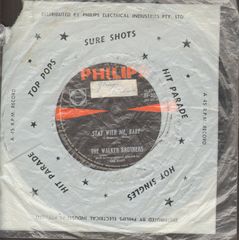 DISTRIBUTED BY PHILIPS ELECTRICAL INDUSTRIES PTY. LTD.
SURE SHOTS
TOP POPS
HIT PARADE
A 45 R.P.M. RECORD
A 45 R.P.M. RECORD
PHILIPS
STAY WITH ME, BABY
THE WALKER BROTHERS
HIT PARADE
HOT SINGLES
DISTRIBUTED BY PHILIPS ELECTRICAL INDUSTRIES PTY. LTD.